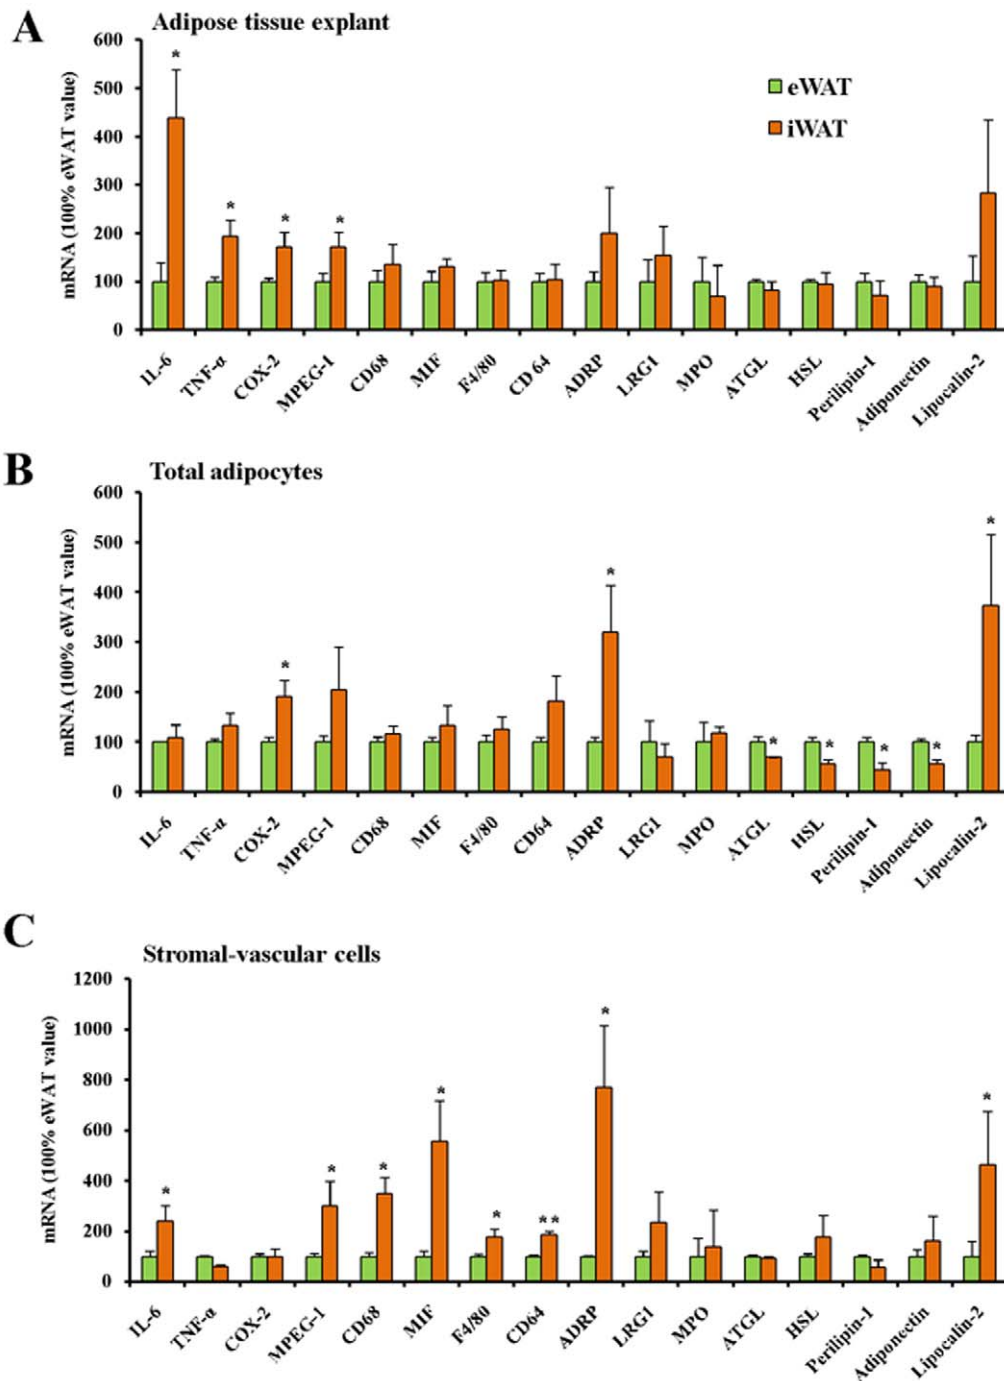 A
Adipose tissue explant
mRNA (100% eWAT value)
600
500
400
300
200
100
0
eWAT
iWAT
*
*
*
*
IL-6
TNF-α
COX-2
MPEG-1
CD68
MIF
F4/80
CD 64
ADRP
LRG1
MPO
ATGL
HSL
Perilipin-1
Adiponectin
Lipocalin-2
B
Total adipocytes
mRNA (100% eWAT value)
600
500
400
300
200
100
0
*
*
*
*
*
*
*
IL-6
TNF-α
COX-2
MPEG-1
CD68
MIF
F4/80
CD64
ADRP
LRG1
MPO
ATGL
HSL
Perilipin-1
Adiponectin
Lipocalin-2
C
Stromal-vascular cells
mRNA (100% eWAT value)
1200
1000
800
600
400
200
0
*
*
*
*
*
**
*
*
IL-6
TNF-α
COX-2
MPEG-1
CD68
MIF
F4/80
CD64
ADRP
LRG1
MPO
ATGL
HSL
Perilipin-1
Adiponectin
Lipocalin-2